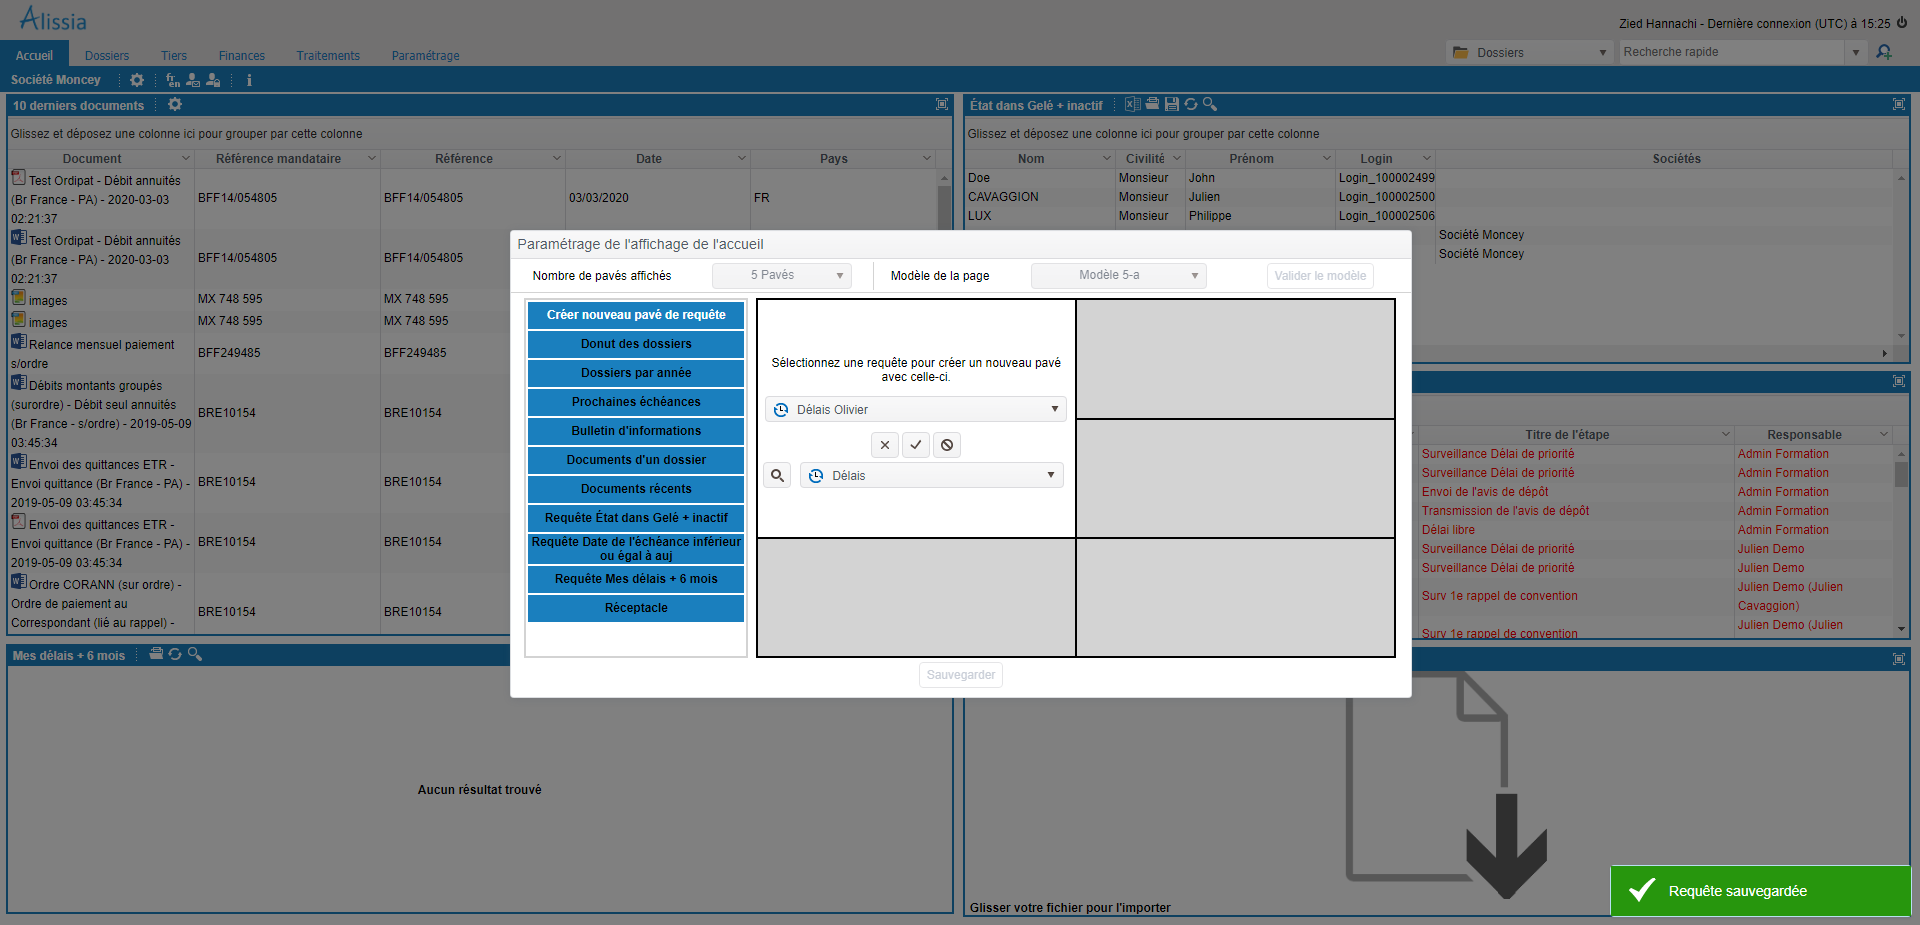 Alissia
Zied Hannachi - Dernière connexion (UTC) à 15:25
Accueil
Dossiers
Tiers
Finances
Traitements
Paramétrage
Dossiers
Recherche rapide
Société Moncey
fr
en
10 derniers documents
Glissez et déposez une colonne ici pour grouper par cette colonne
Document Référence mandataire Référence Date Pays
Test Ordipat - Débit annuités
(Br France - PA) - 2020-03-03
02:21:37
BFF14/054805 BFF14/054805 03/03/2020 FR
Test Ordipat - Débit annuités
(Br France - PA) - 2020-03-03
02:21:37
BFF14/054805 BFF14/054805
images MX 748 595 MX 748 595
images MX 748 595 MX 748 595
Relance mensuel paiement
s/ordre
BFF249485 BFF249485
Débits montants groupés
(surordre) - Débit seul annuités
(Br France - s/ordre) - 2019-05-09
03:45:34
BRE10154 BRE10154
Envoi des quittances ETR -
Envoi quittance (Br France - PA) -
2019-05-09 03:45:34
BRE10154 BRE10154
Envoi des quittances ETR -
Envoi quittance (Br France - PA) -
2019-05-09 03:45:34
BRE10154 BRE10154
Ordre CORANN (sur ordre) -
Ordre de paiement au
Correspondant (lié au rappel) -
BRE10154 BRE10154
État dans Gelé + inactif
Glissez et déposez une colonne ici pour grouper par cette colonne
Nom Civilité Prénom Login Sociétés
Doe Monsieur John Login_100002499
CAVAGGION Monsieur Julien Login_100002500
LUX Monsieur Philippe Login_100002506
Société Moncey
Société Moncey
Paramétrage de l'affichage de l'accueil
Nombre de pavés affichés
5 Pavés
Modèle de la page
Modèle 5-a
Valider le modèle
Créer nouveau pavé de requête
Donut des dossiers
Dossiers par année
Prochaines échéances
Bulletin d'informations
Documents d'un dossier
Documents récents
Requête État dans Gelé + inactif
Requête Date de l'échéance inférieur
ou égal à auj
Requête Mes délais + 6 mois
Réceptacle
Sélectionnez une requête pour créer un nouveau pavé
avec celle-ci.
Délais Olivier
Délais
Sauvegarder
Titre de l'étape Responsable
Surveillance Délai de priorité Admin Formation
Surveillance Délai de priorité Admin Formation
Envoi de l'avis de dépôt Admin Formation
Transmission de l'avis de dépôt Admin Formation
Délai libre Admin Formation
Surveillance Délai de priorité Julien Demo
Surveillance Délai de priorité Julien Demo
Surv 1e rappel de convention Julien Demo (Julien
Cavaggion)
Surv 1e rappel de convention Julien Demo (Julien
Mes délais + 6 mois
Aucun résultat trouvé
Glisser votre fichier pour l'importer
Requête sauvegardée